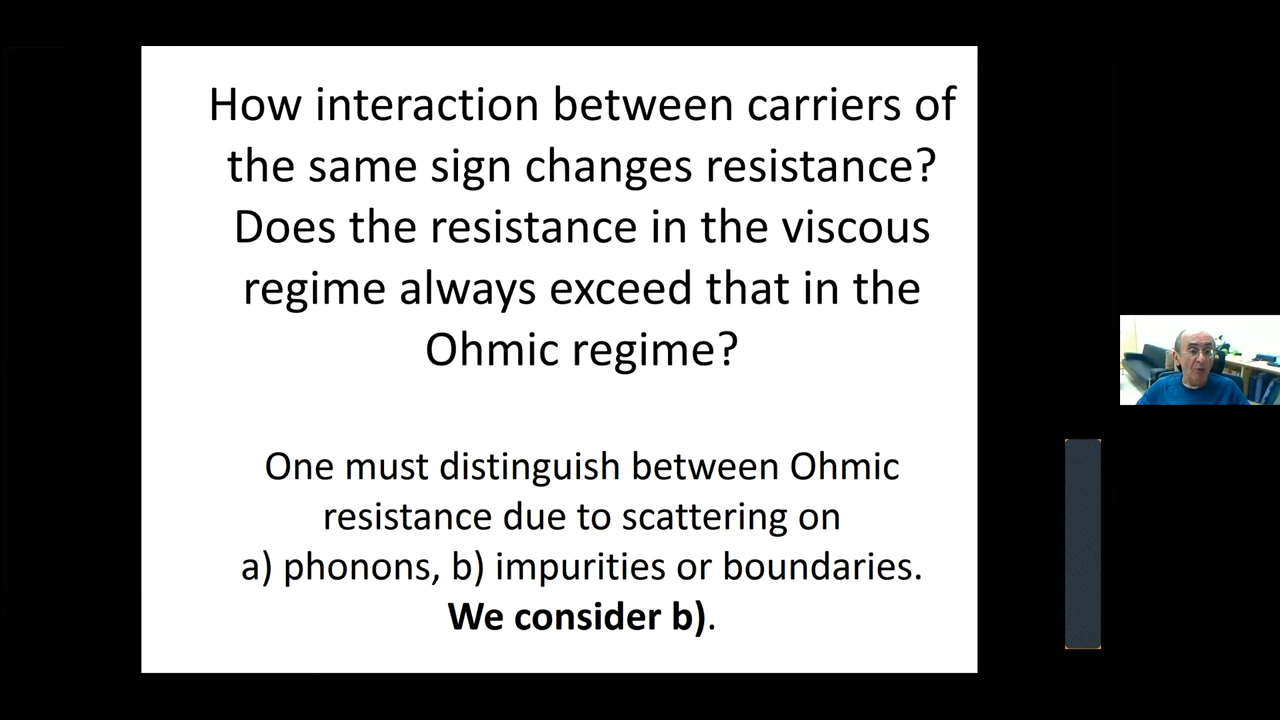 How interaction between carriers of
the same sign changes resistance?
Does the resistance in the viscous
regime always exceed that in the
Ohmic regime?
One must distinguish between Ohmic
resistance due to scattering on
a) phonons, b) impurities or boundaries.
We consider b).